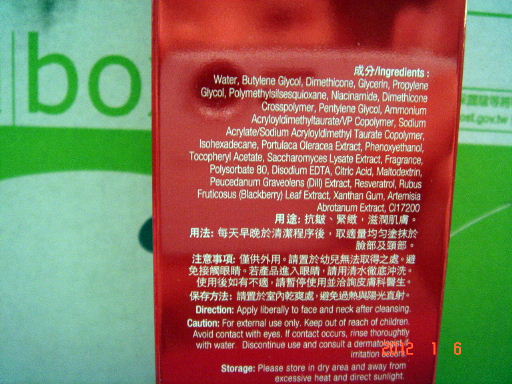 box
成分/Ingredients :
Water, Butylene Glycol, Dimethicone, Glycerin, Propylene
Glycol, Polymethylsilsesquioxane, Niacinamide, Dimethicone
Crosspolymer, Pentylene Glycol, Ammonium
Acryloyldimethyltaurate/VP Copolymer, Sodium
Acrylate/Sodium Acryloyldimethyl Taurate Copolymer,
Isohexadecane, Portulaca Oleracea Extract, Phenoxyethanol,
Tocopheryl Acetate, Saccharomyces Lysate Extract, Fragrance,
Polysorbate 80, Disodium EDTA, Citric Acid, Maltodextrin,
Peucedanum Graveolens (Dill) Extract, Resveratrol, Rubus
Fruticosus (Blackberry) Leaf Extract, Xanthan Gum, Artemisia
Abrotanum Extract, CI17200
用途: 抗皺、緊緻，滋潤肌膚。
用法: 每天早晚於清潔程序後，取適量均勻塗抹於
臉部及頸部。
注意事項: 僅供外用。請置於幼兒無法取得之處。避
免接觸眼睛。若產品進入眼睛，請用清水徹底沖洗。
使用後如有不適，請暫停使用並洽詢皮膚科醫生。
保存方法: 請置於室內乾爽處，避免過熱與陽光直射。
Direction: Apply liberally to face and neck after cleansing.
Caution: For external use only. Keep out of reach of children.
Avoid contact with eyes. If contact occurs, rinse thoroughly
with water. Discontinue use and consult a dermatologist if
irritation occurs.
Storage: Please store in dry area and away from
excessive heat and direct sunlight.
2012 1 6